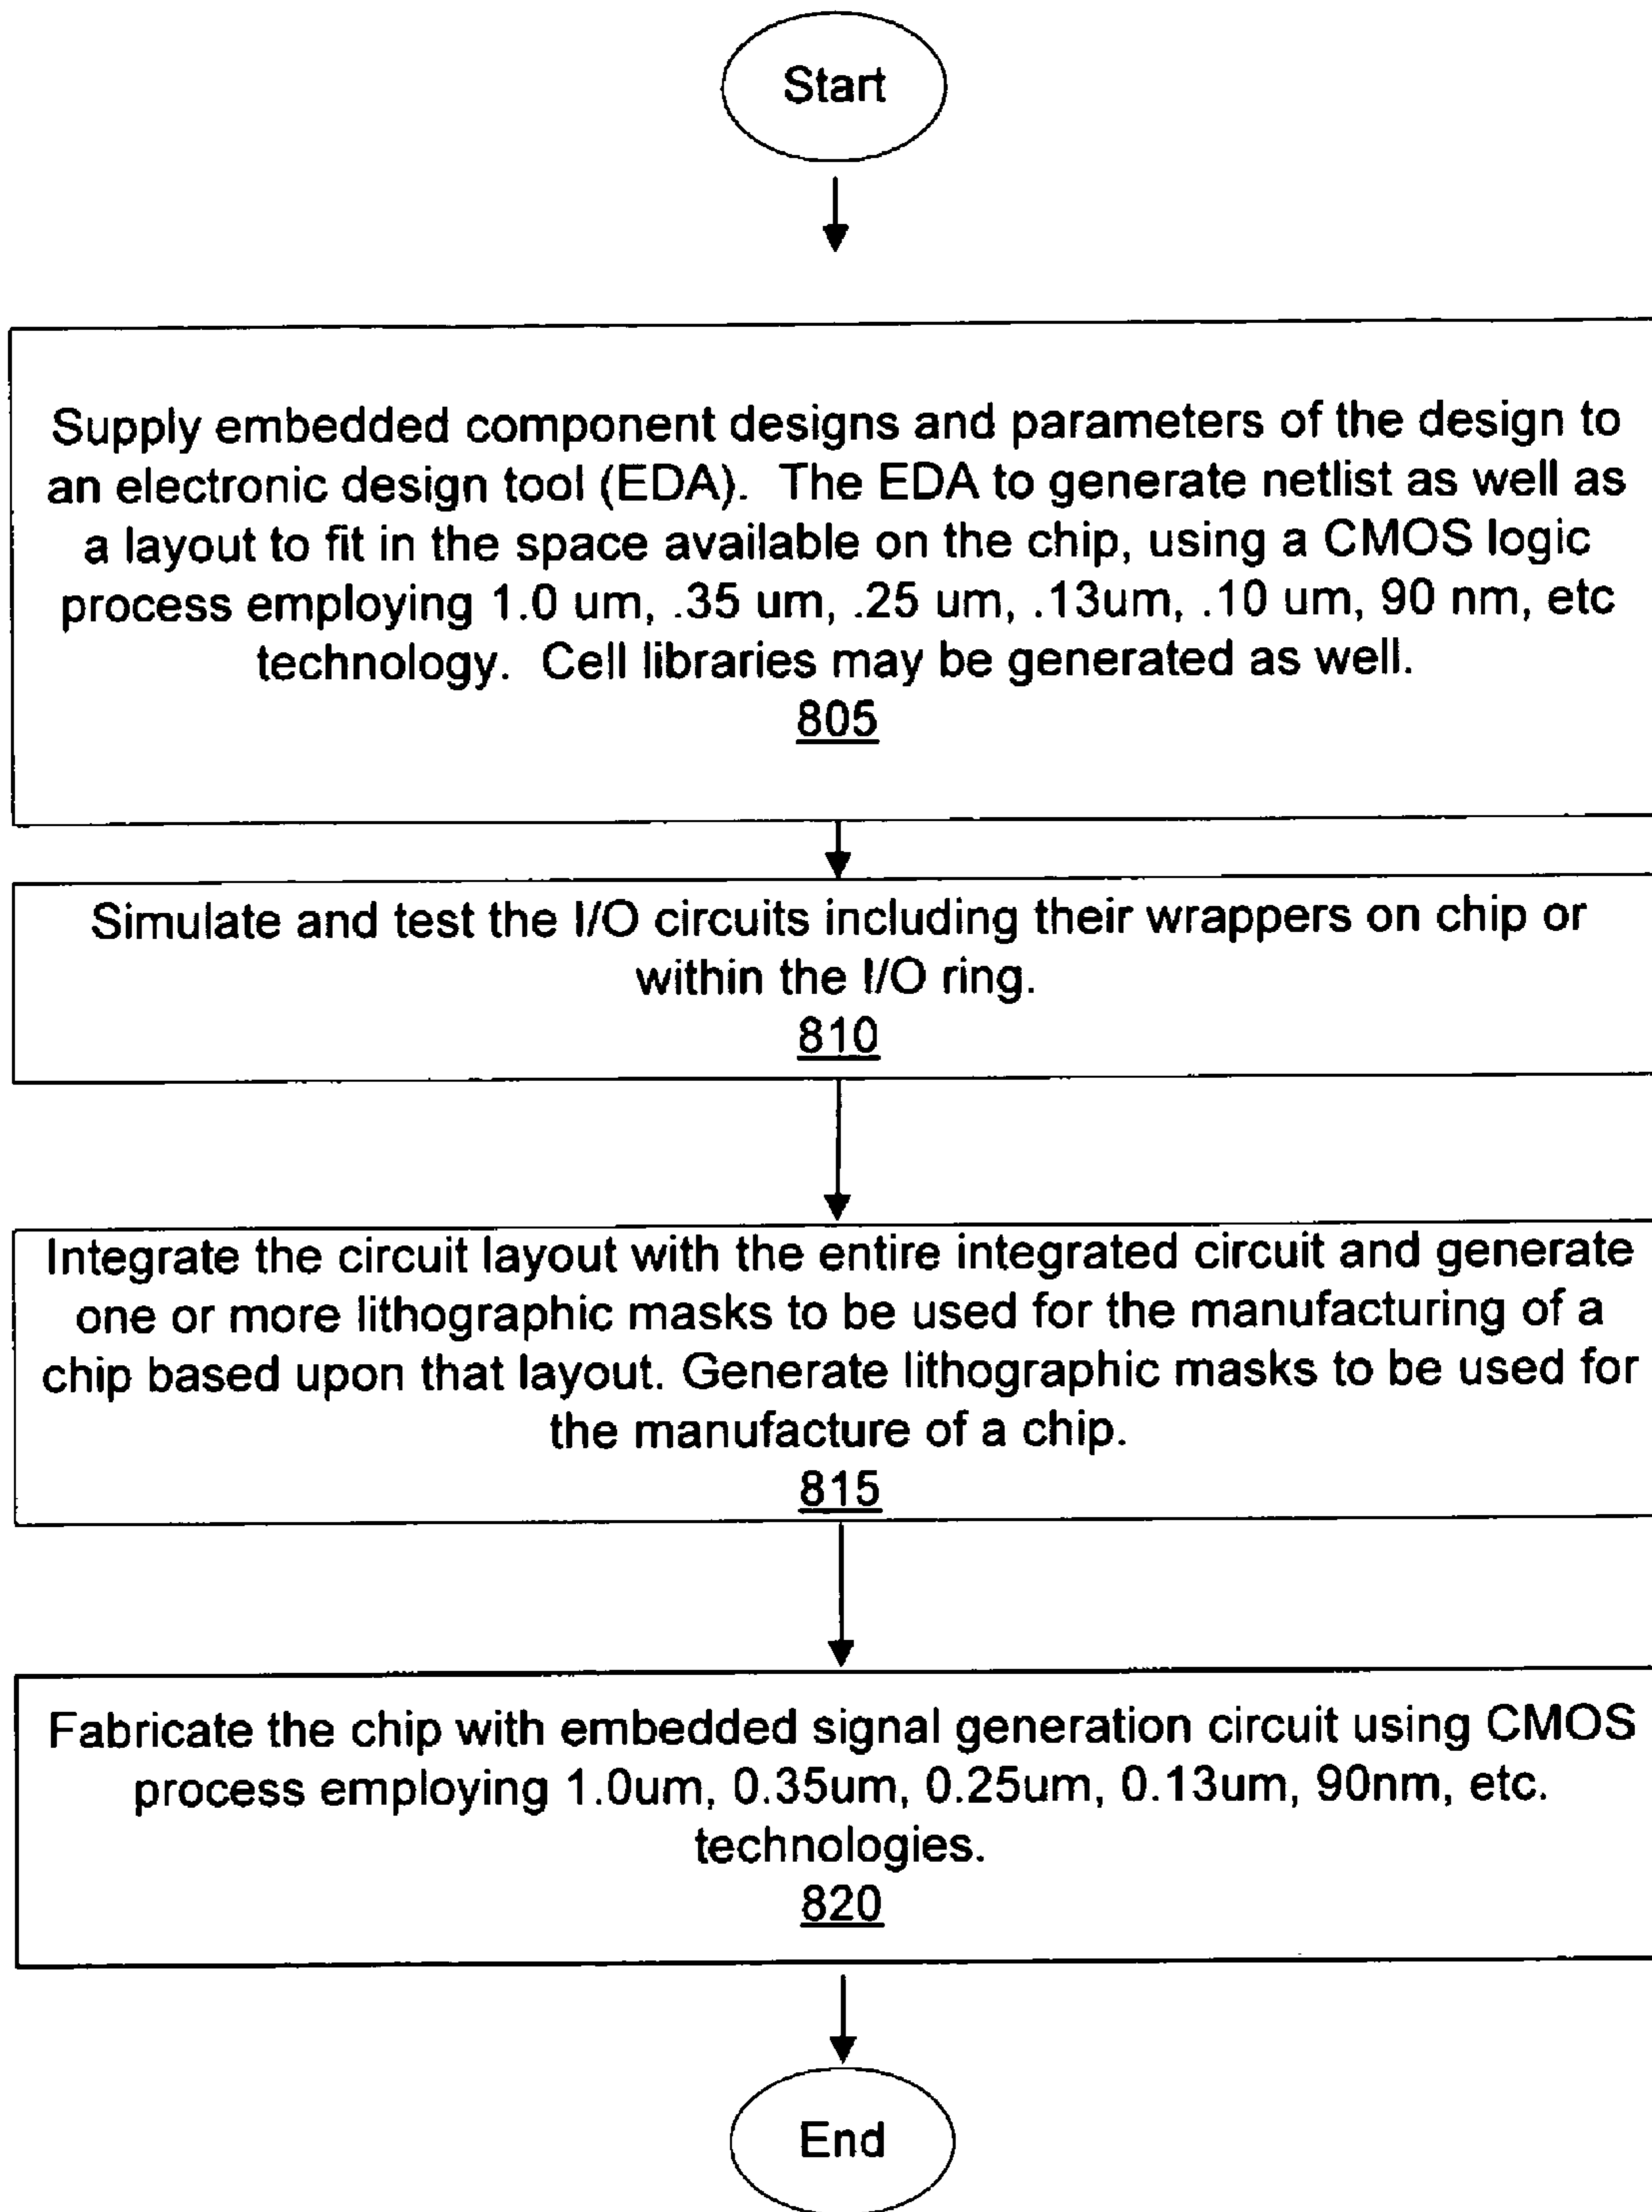 Start
Supply embedded component designs and parameters of the design to
an electronic design tool (EDA).  The EDA to generate netlist as well as
a layout to fit in the space available on the chip, using a CMOS logic
process employing 1.0 um, .35 um, .25 um, .13um, .10 um, 90 nm, etc
technology.  Cell libraries may be generated as well.
805
Simulate and test the I/O circuits including their wrappers on chip or
within the I/O ring.
810
Integrate the circuit layout with the entire integrated circuit and generate
one or more lithographic masks to be used for the manufacturing of a
chip based upon that layout. Generate lithographic masks to be used for
the manufacture of a chip.
815
Fabricate the chip with embedded signal generation circuit using CMOS
process employing 1.0um, 0.35um, 0.25um, 0.13um, 90nm, etc.
technologies.
820
End